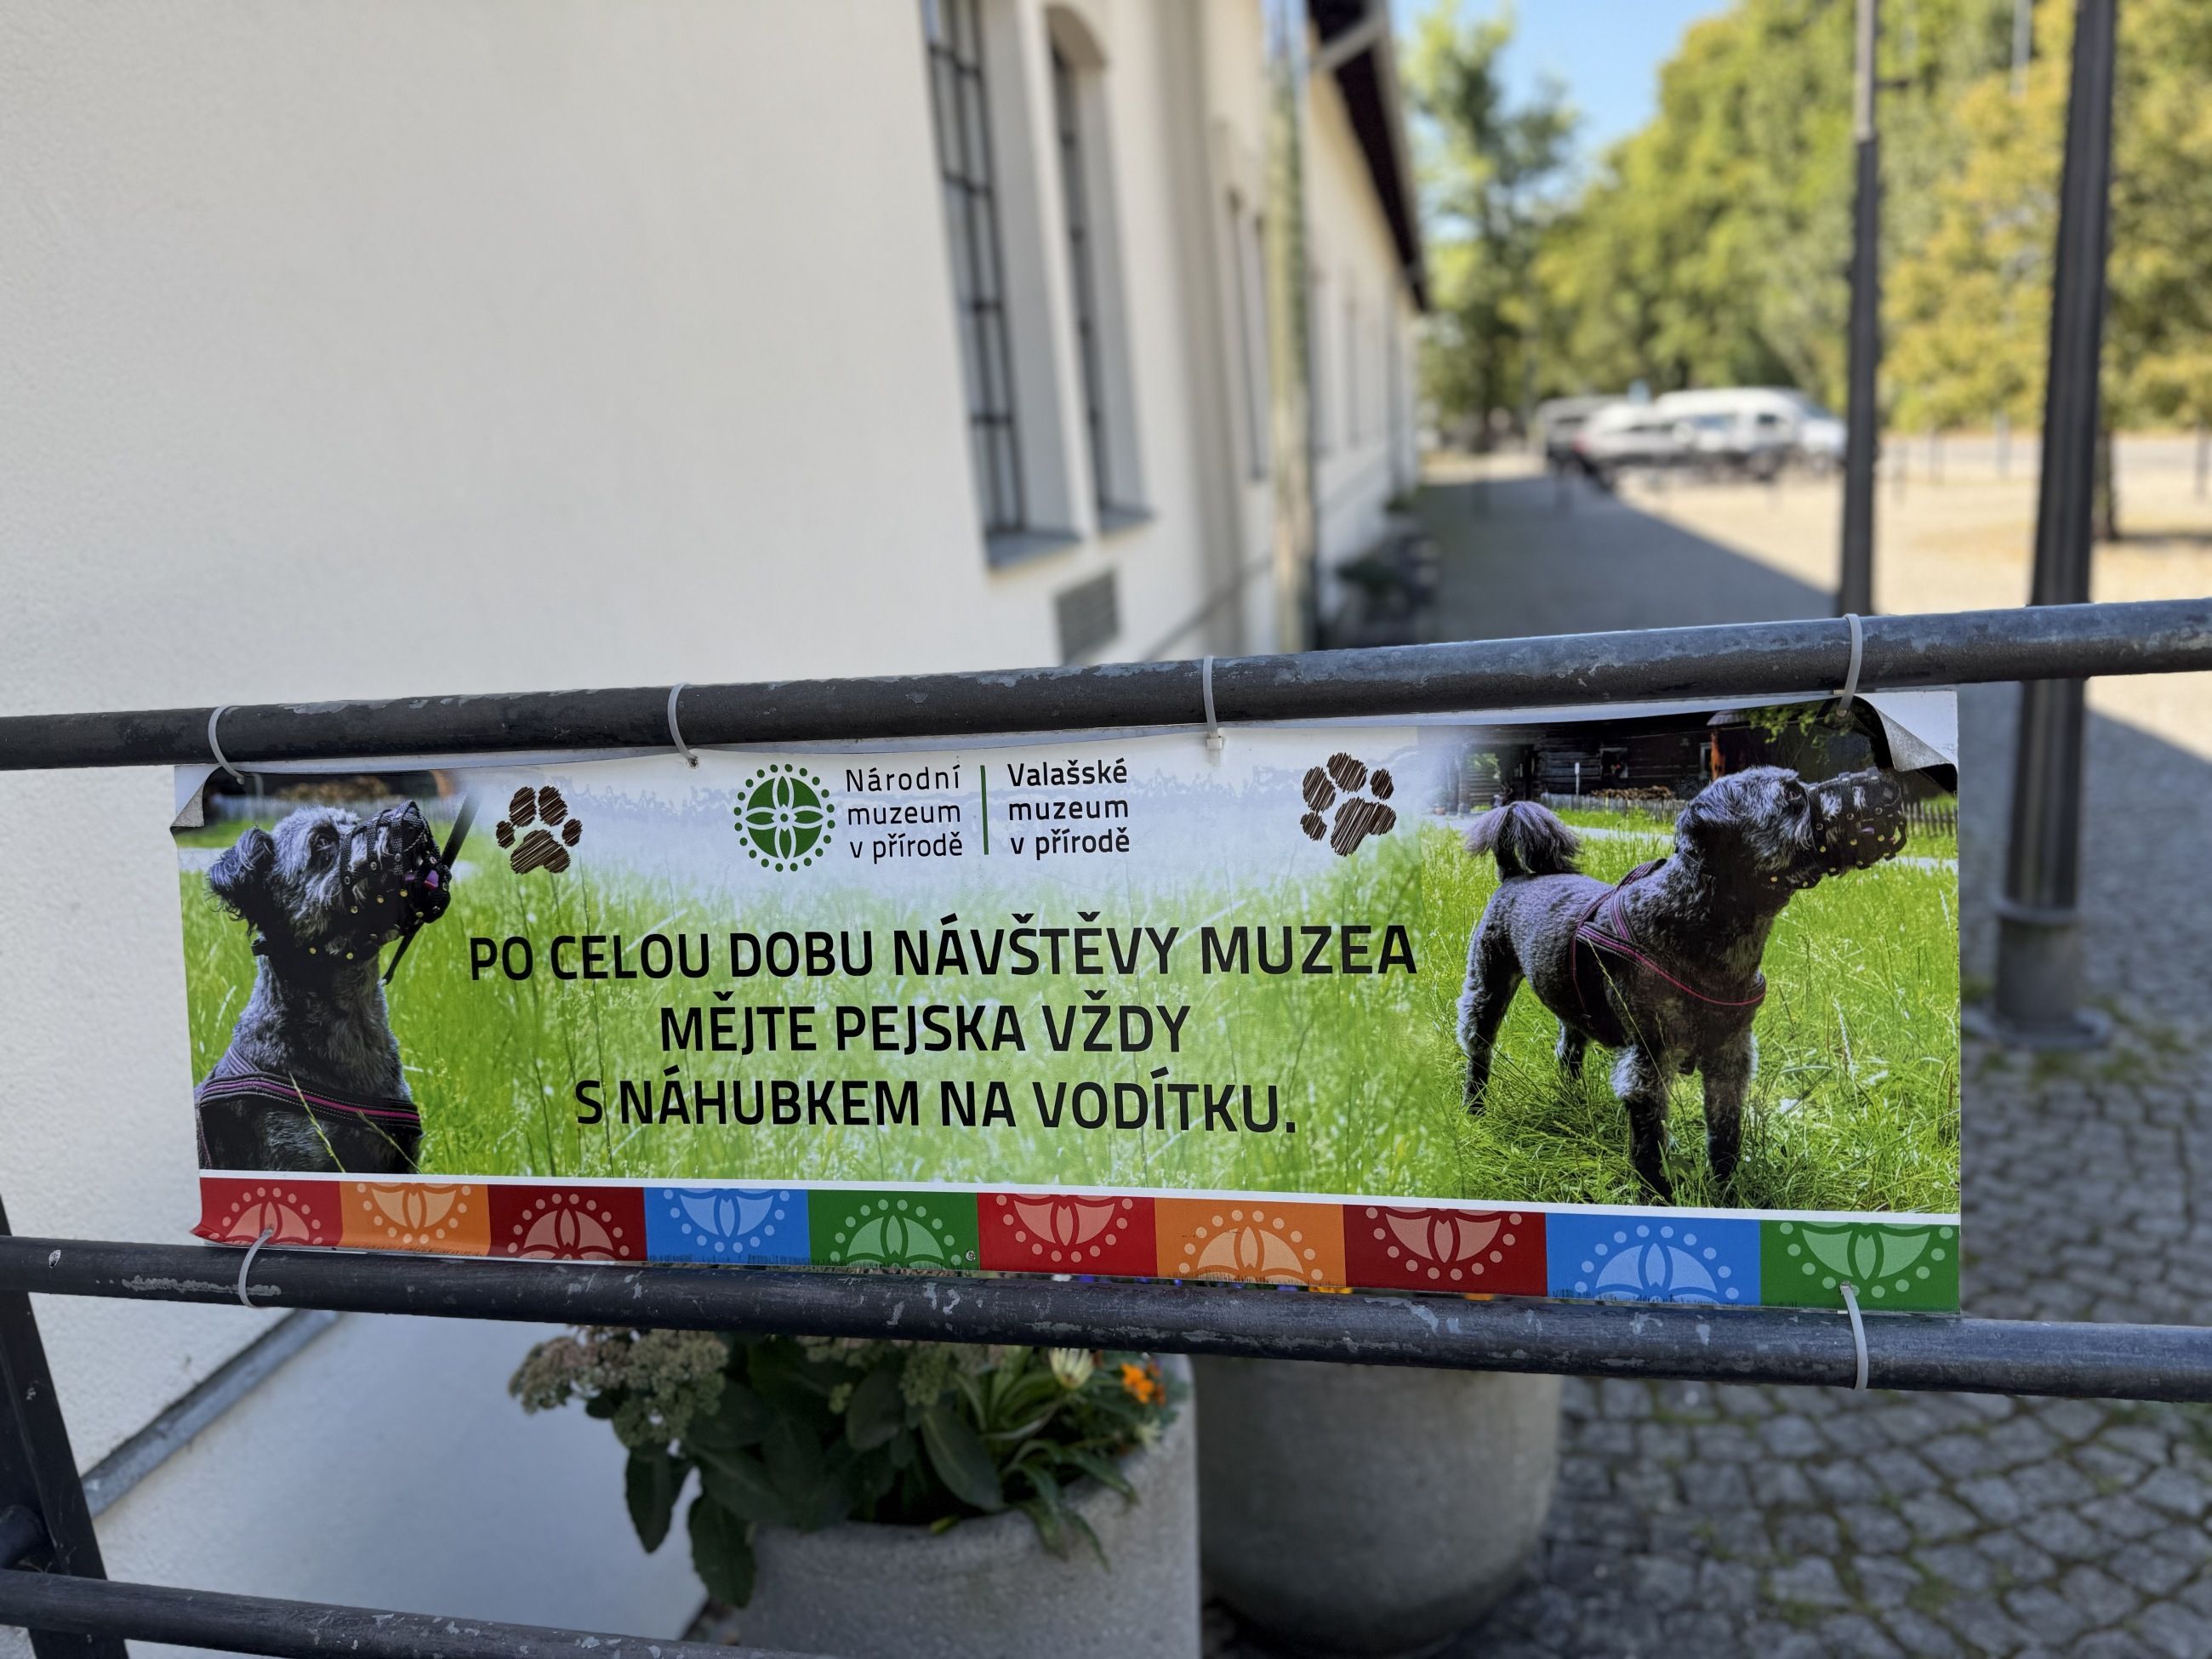 Národní
muzeum
v přírodě
Valašské
muzeum
v přírodě
PO CELOU DOBU NÁVŠTĚVY MUZEA
MĚJTE PEJSKA VŽDY
S NÁHUBKEM NA VODÍTKU.